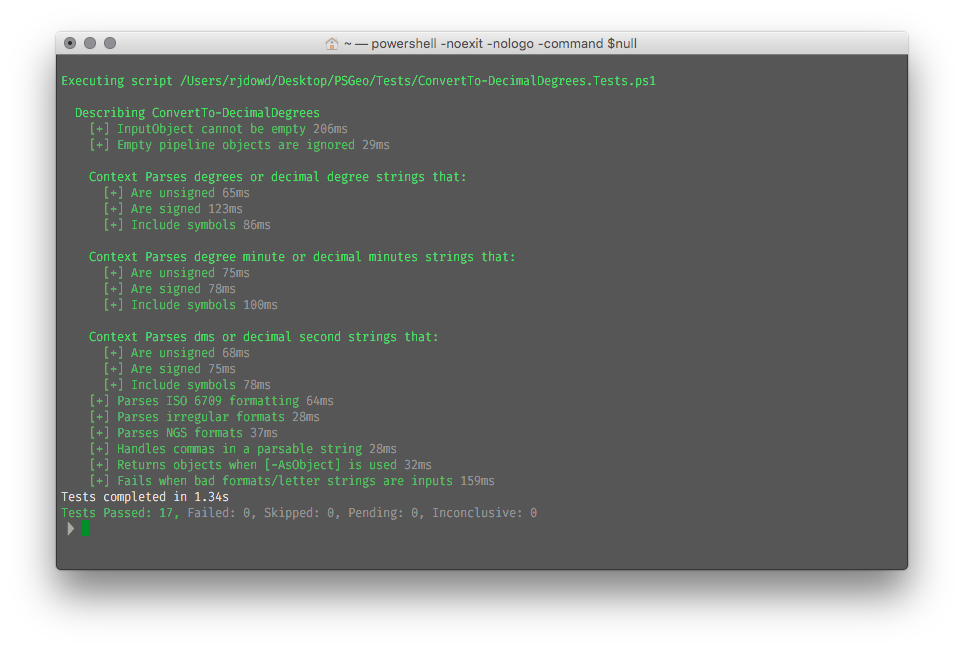 ~ — powershell -noexit -nologo -command $null
Executing script /Users/rjdowd/Desktop/PSGeo/Tests/ConvertTo-DecimalDegrees.Tests.ps1
Describing ConvertTo-DecimalDegrees
[+] InputObject cannot be empty 206ms
[+] Empty pipeline objects are ignored 29ms
Context Parses degrees or decimal degree strings that:
[+] Are unsigned 65ms
[+] Are signed 123ms
[+] Include symbols 86ms
Context Parses degree minute or decimal minutes strings that:
[+] Are unsigned 75ms
[+] Are signed 78ms
[+] Include symbols 100ms
Context Parses dms or decimal second strings that:
[+] Are unsigned 68ms
[+] Are signed 75ms
[+] Include symbols 78ms
[+] Parses ISO 6709 formatting 64ms
[+] Parses irregular formats 28ms
[+] Parses NGS formats 37ms
[+] Handles commas in a parsable string 28ms
[+] Returns objects when [-AsObject] is used 32ms
[+] Fails when bad formats/letter strings are inputs 159ms
Tests completed in 1.34s
Tests Passed: 17, Failed: 0, Skipped: 0, Pending: 0, Inconclusive: 0